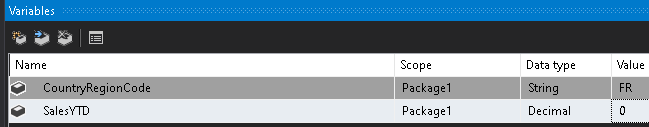 Variables
Name Scope Data type Value
CountryRegionCode Package1 String FR
SalesYTD Package1 Decimal 0